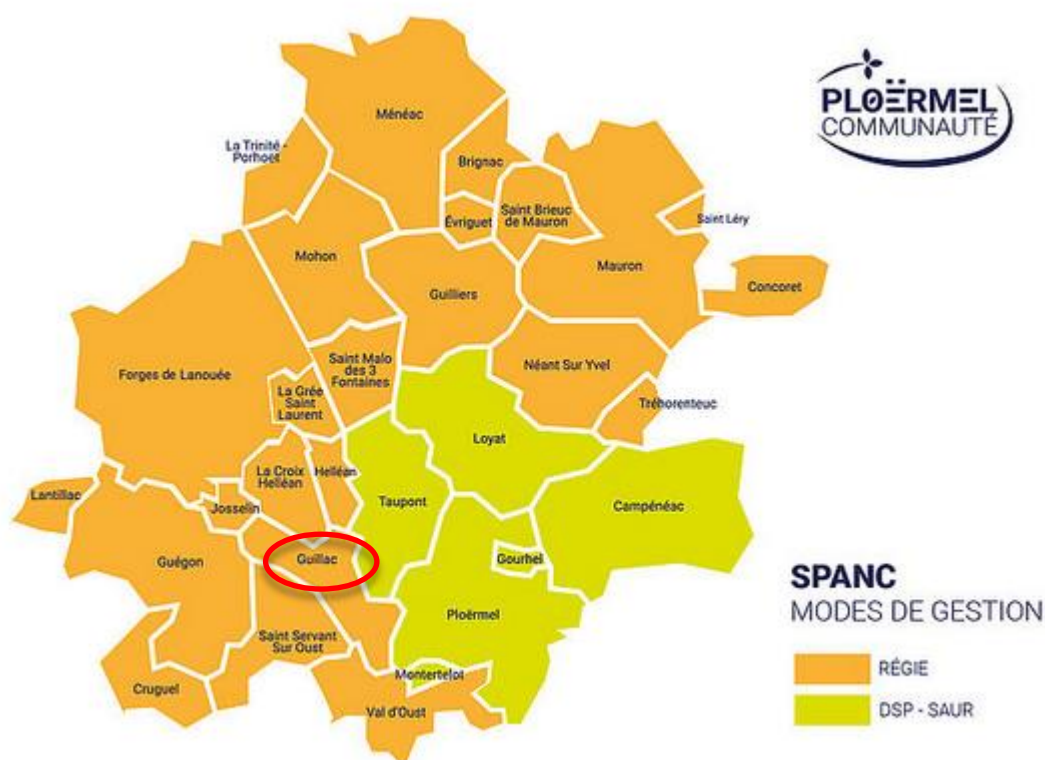 PLOËRMEL
COMMUNAUTÉ
Ménéac
La Trinité -
Porhoet
Brignac
Évriguet
Saint Brieuc
de Mauron
Saint Léry
Mohon
Mauron
Guilliers
Concoret
Forges de Lanouée
Saint Malo
des 3
Fontaines
Néant Sur Yvel
La Grée
Saint
Laurent
Tréhorenteuc
Loyat
La Croix
Helléan
Helléan
Lantillac
Josselin
Taupont
Campénéac
Guégon
Guillac
Gourhel
Ploërmel
Saint Servant
Sur Oust
Montertelot
Cruguel
Val d'Oust
SPANC
MODES DE GESTION
RÉGIE
DSP - SAUR